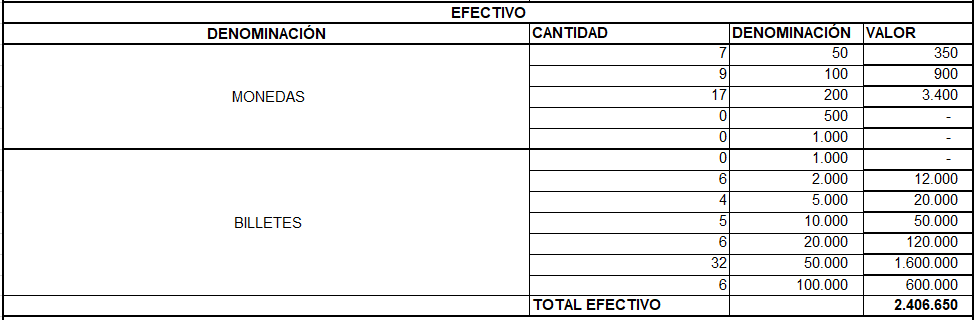 EFECTIVO
DENOMINACIÓN CANTIDAD DENOMINACIÓN VALOR
MONEDAS
7 50 350
9 100 900
17 200 3.400
0 500 -
0 1.000 -
BILLETES
0 1.000 -
6 2.000 12.000
4 5.000 20.000
5 10.000 50.000
6 20.000 120.000
32 50.000 1.600.000
6 100.000 600.000
TOTAL EFECTIVO 2.406.650